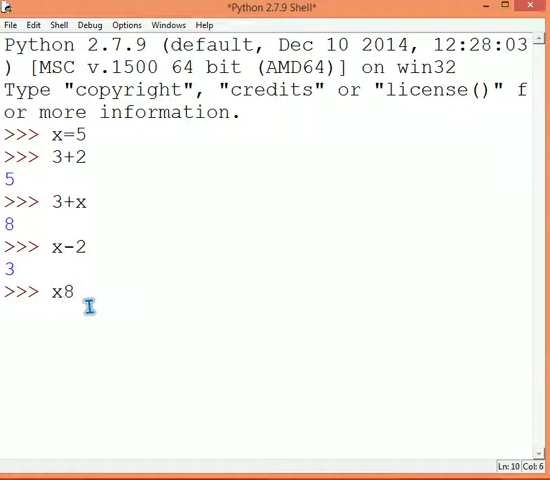 *Python 2.7.9 Shell*
File Edit Shell Debug Options Windows Help
Python 2.7.9 (default, Dec 10 2014, 12:28:03
) [MSC v.1500 64 bit (AMD64)] on win32
Type "copyright", "credits" or "license()" f
or more information.
>>> x=5
>>> 3+2
5
>>> 3+x
8
>>> x-2
3
>>> x8
Ln: 10 Col: 6